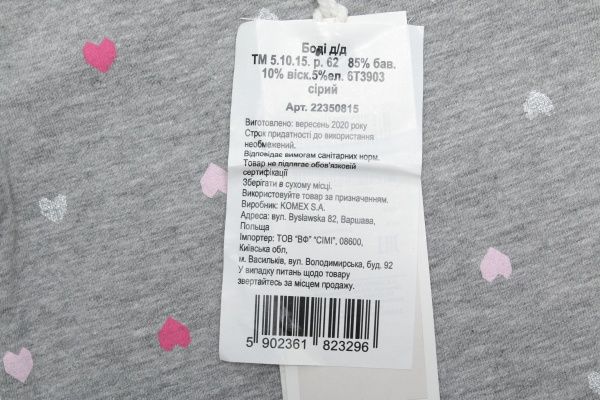 Боді д/д
ТМ 5.10.15. р. 62 85% бав.
10% віск.5%ел. 6Т3903
сірий
Арт. 22350815
Виготовлено: вересень 2020 року
Строк придатності до використання
необмежений.
Відповідає вимогам санітарних норм.
Товар не підлягає обов'язковій
сертифікації
Зберігати в сухому місці.
Використовуйте товар за призначенням.
Виробник: KOMEX S.A.
Адреса: вул. Bysławska 82, Варшава,
Польща
Імпортер: ТОВ "ВФ" "СІМІ", 08600,
Київська обл,
м. Васильків, вул. Володимирська, буд. 92
У випадку питань щодо товару
звертайтесь за місцем продажу.
5 902361 823296